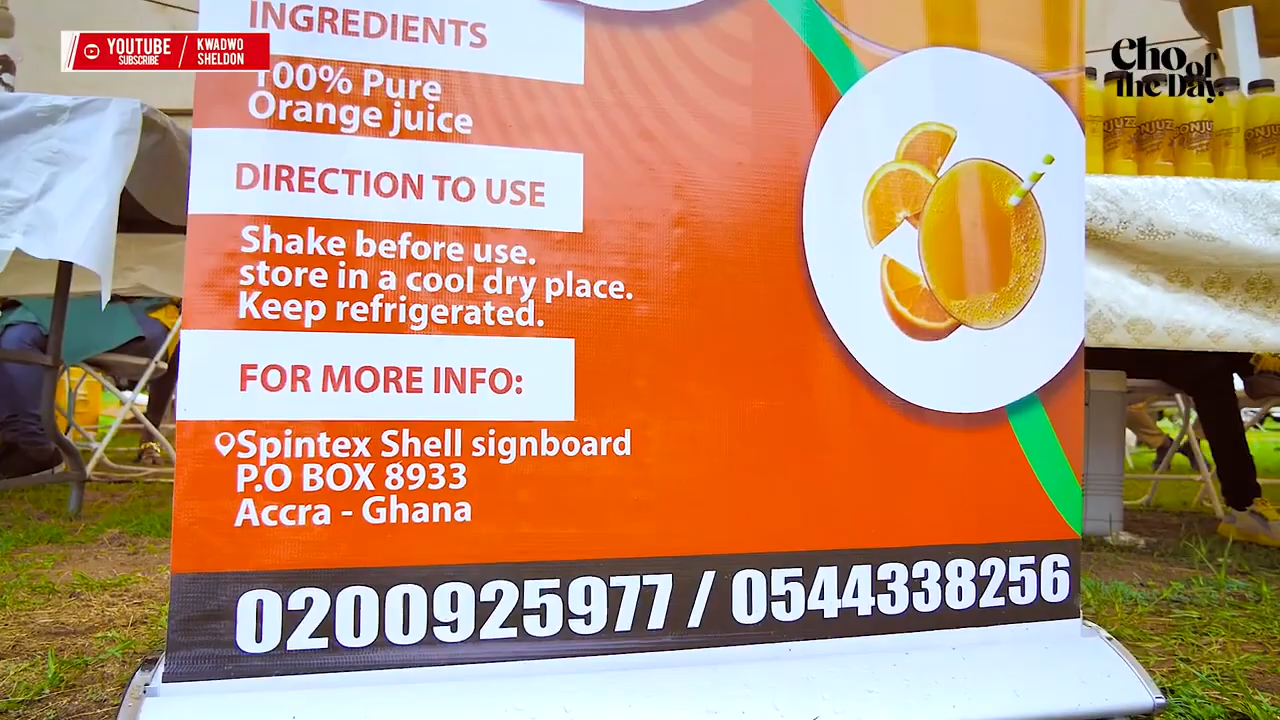 YOUTUBE
SUBSCRIBE
KWADWO
SHELDON
Cho of
the Day.
INGREDIENTS
100% Pure
Orange juice
DIRECTION TO USE
Shake before use.
store in a cool dry place.
Keep refrigerated.
FOR MORE INFO:
Spintex Shell signboard
P.O BOX 8933
Accra - Ghana
0200925977 / 0544338256